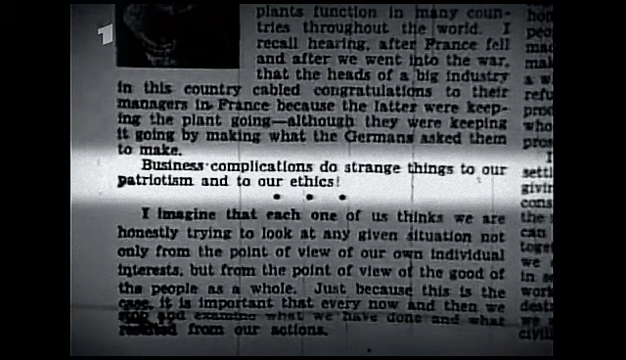 1
plants function in many coun-
tries throughout the world. I
recall hearing, after France fell
and after we went into the war,
that the heads of a big industry
in this country cabled congratulations to their
managers in France because the latter were keep-
ing the plant going—although they were keeping
it going by making what the Germans asked them
to make.
Business complications do strange things to our
patriotism and to our ethics!
• • •
I imagine that each one of us thinks we are
honestly trying to look at any given situation not
only from the point of view of our own individual
interests, but from the point of view of the good of
the people as a whole. Just because this is the
case, it is important that every now and then we
stop and examine what we have done and what
resulted from our actions.